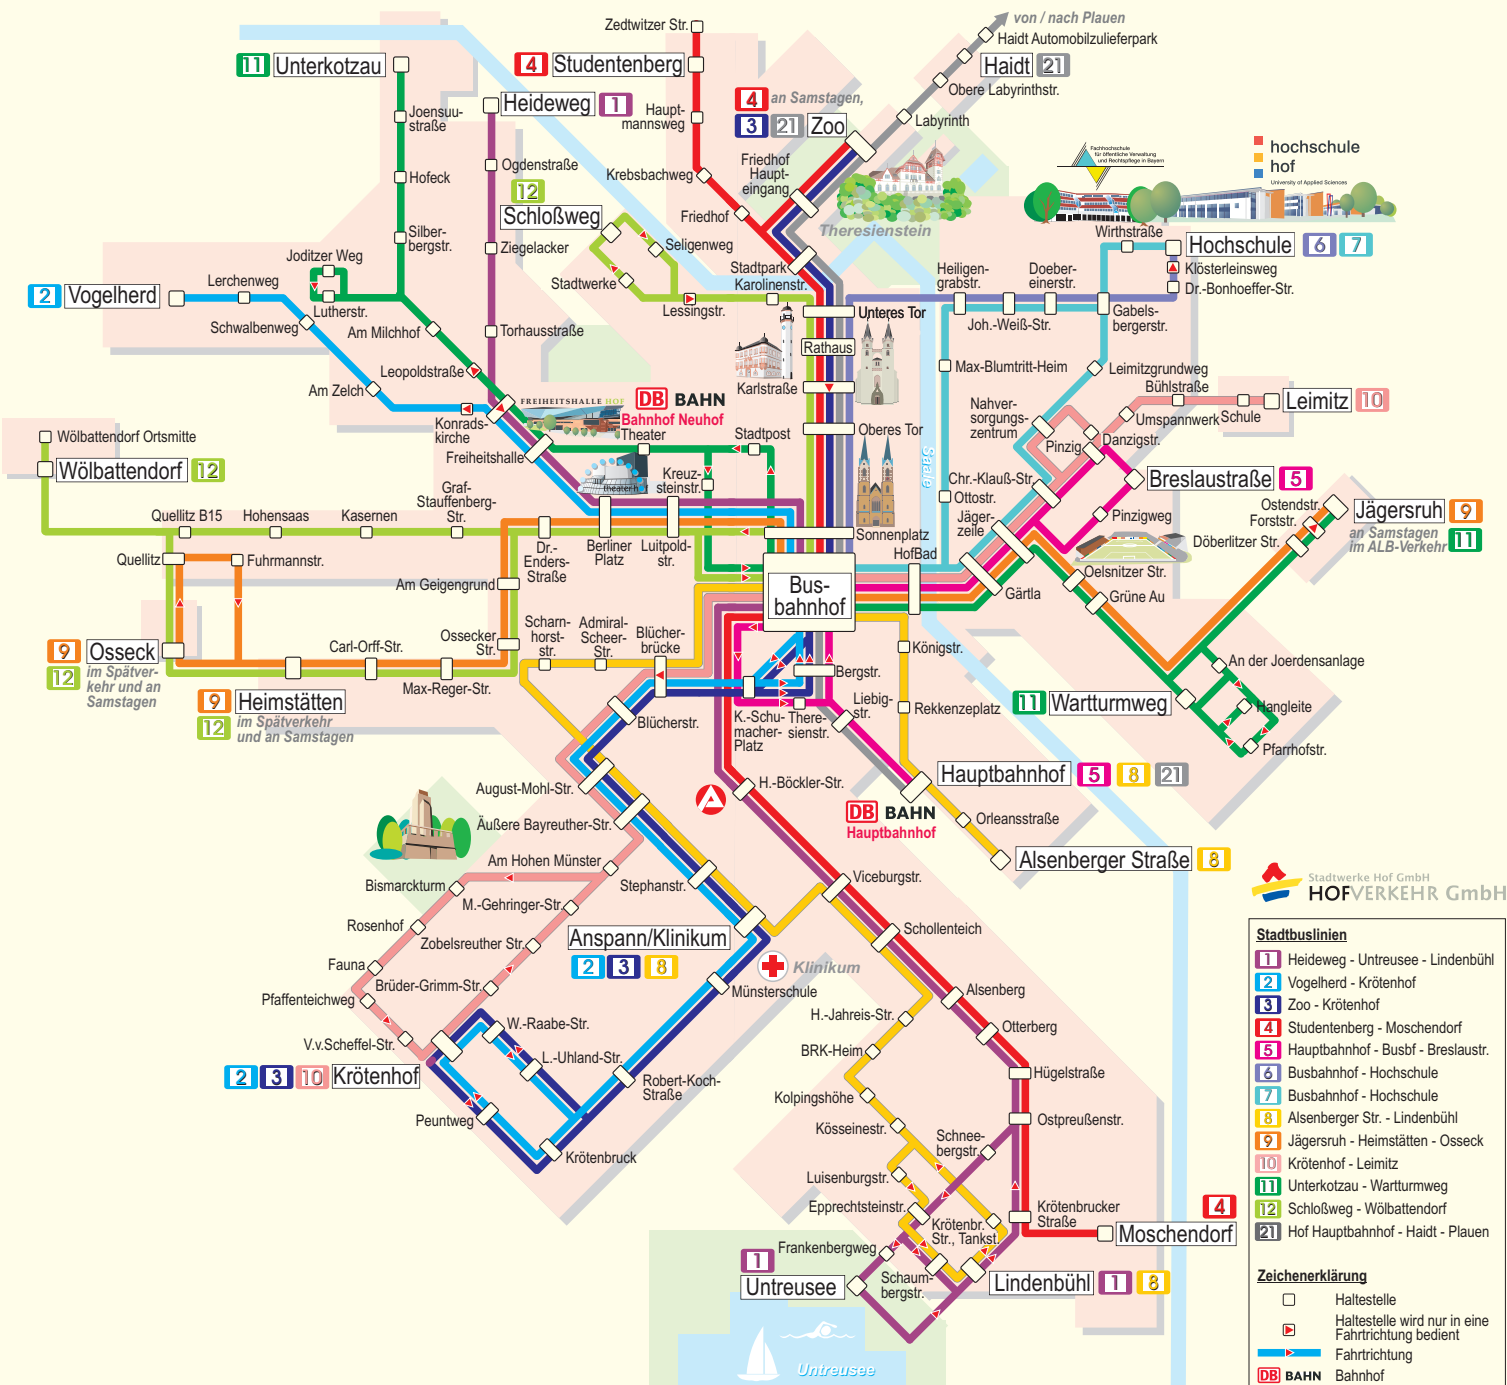 von / nach Plauen
Zedtwitzer Str.
Haidt Automobilzulieferpark
11 Unterkotzau
4 Studentenberg
Haidt 21
Obere Labyrinthstr.
Heideweg 1
4 an Samstagen,
3 21 Zoo
Joensuu-
straße
Haupt-
mannsweg
Labyrinth
Fachhochschule
für öffentliche Verwaltung
und Rechtspflege in Bayern
hochschule
hof
University of Applied Sciences
Ogdenstraße
Friedhof
Haupt-
eingang
Hofeck
Krebsbachweg
12
Schloßweg
Friedhof
Theresienstein
Silber-
bergstr.
Ziegelacker
Seligenweg
Wirthstraße
Hochschule 6 7
Joditzer Weg
Stadtpark
Heiligen-
grabstr.
Doeber-
einerstr.
Klösterleinsweg
Lerchenweg
Stadtwerke
Karolinenstr.
Dr.-Bonhoeffer-Str.
2 Vogelherd
Lutherstr.
Lessingstr.
Unteres Tor
Joh.-Weiß-Str.
Gabels-
bergerstr.
Schwalbenweg
Am Milchhof
Torhausstraße
Rathaus
Leopoldstraße
Max-Blumtritt-Heim
Leimitzgrundweg
Am Zelch
Karlstraße
Bühlstraße
FREIHEITSHALLE HOF
DB BAHN
Bahnhof Neuhof
Nahver-
sorgungs-
zentrum
Leimitz 10
Umspannwerk
Schule
Konrads-
kirche
Theater
Stadtpost
Oberes Tor
Wölbattendorf Ortsmitte
Freiheitshalle
Pinzig
Danzigstr.
Saale
Wölbattendorf 12
theater hof
Kreuz-
steinstr.
Chr.-Klauß-Str.
Breslaustraße 5
Graf-
Stauffenberg-
Str.
Ottostr.
Ostendstr.
Jägersruh 9
Quellitz B15
Hohensaas
Kasernen
Jäger-
zeile
Pinzigweg
Forststr.
an Samstagen
im ALB-Verkehr 11
Sonnenplatz
Döberlitzer Str.
Quellitz
Fuhrmannstr.
Dr.-
Enders-
Straße
Berliner
Platz
Luitpold-
str.
HofBad
Am Geigengrund
Bus-
bahnhof
Gärtla
Oelsnitzer Str.
Grüne Au
9 Osseck
12 im Spätver-
kehr und an
Samstagen
Carl-Orff-Str.
Ossecker
Str.
Scharn-
horst-
str.
Admiral-
Scheer-
Str.
Blücher-
brücke
Königstr.
An der Joerdensanlage
Max-Reger-Str.
Bergstr.
9 Heimstätten
12 im Spätverkehr
und an Samstagen
Liebig-
str.
Rekkenzeplatz
11 Wartturmweg
Hangleite
Blücherstr.
K.-Schu-
macher-
Platz
There-
sienstr.
Pfarrhofstr.
August-Mohl-Str.
H.-Böckler-Str.
Hauptbahnhof 5 8 21
DB BAHN
Hauptbahnhof
Äußere Bayreuther-Str.
Orleansstraße
Am Hohen Münster
Alsenberger Straße 8
Bismarckturm
Stephanstr.
Viceburgstr.
Stadtwerke Hof GmbH
HOFVERKEHR GmbH
M.-Gehringer-Str.
Rosenhof
Anspann/Klinikum
2 3 8
Schollenteich
Zobelsreuther Str.
Fauna
Klinikum
Brüder-Grimm-Str.
Münsterschule
Alsenberg
Pfaffenteichweg
H.-Jahreis-Str.
Otterberg
W.-Raabe-Str.
V.v.Scheffel-Str.
BRK-Heim
L.-Uhland-Str.
2 3 10 Krötenhof
Robert-Koch-
Straße
Hügelstraße
Kolpingshöhe
Peuntweg
Kösseinestr.
Ostpreußenstr.
Krötenbruck
Schnee-
bergstr.
Luisenburgstr.
Epprechtsteinstr.
Krötenbr.
Str., Tankst.
Krötenbrucker
Straße
4
Moschendorf
Frankenbergweg
1
Untreusee
Schaum-
bergstr.
Lindenbühl 1 8
Untreusee
Stadtbuslinien
1 Heideweg - Untreusee - Lindenbühl
2 Vogelherd - Krötenhof
3 Zoo - Krötenhof
4 Studentenberg - Moschendorf
5 Hauptbahnhof - Busbf - Breslaustr.
6 Busbahnhof - Hochschule
7 Busbahnhof - Hochschule
8 Alsenberger Str. - Lindenbühl
9 Jägersruh - Heimstätten - Osseck
10 Krötenhof - Leimitz
11 Unterkotzau - Wartturmweg
12 Schloßweg - Wölbattendorf
21 Hof Hauptbahnhof - Haidt - Plauen
Zeichenerklärung
Haltestelle
Haltestelle wird nur in eine
Fahrtrichtung bedient
Fahrtrichtung
DB BAHN Bahnhof